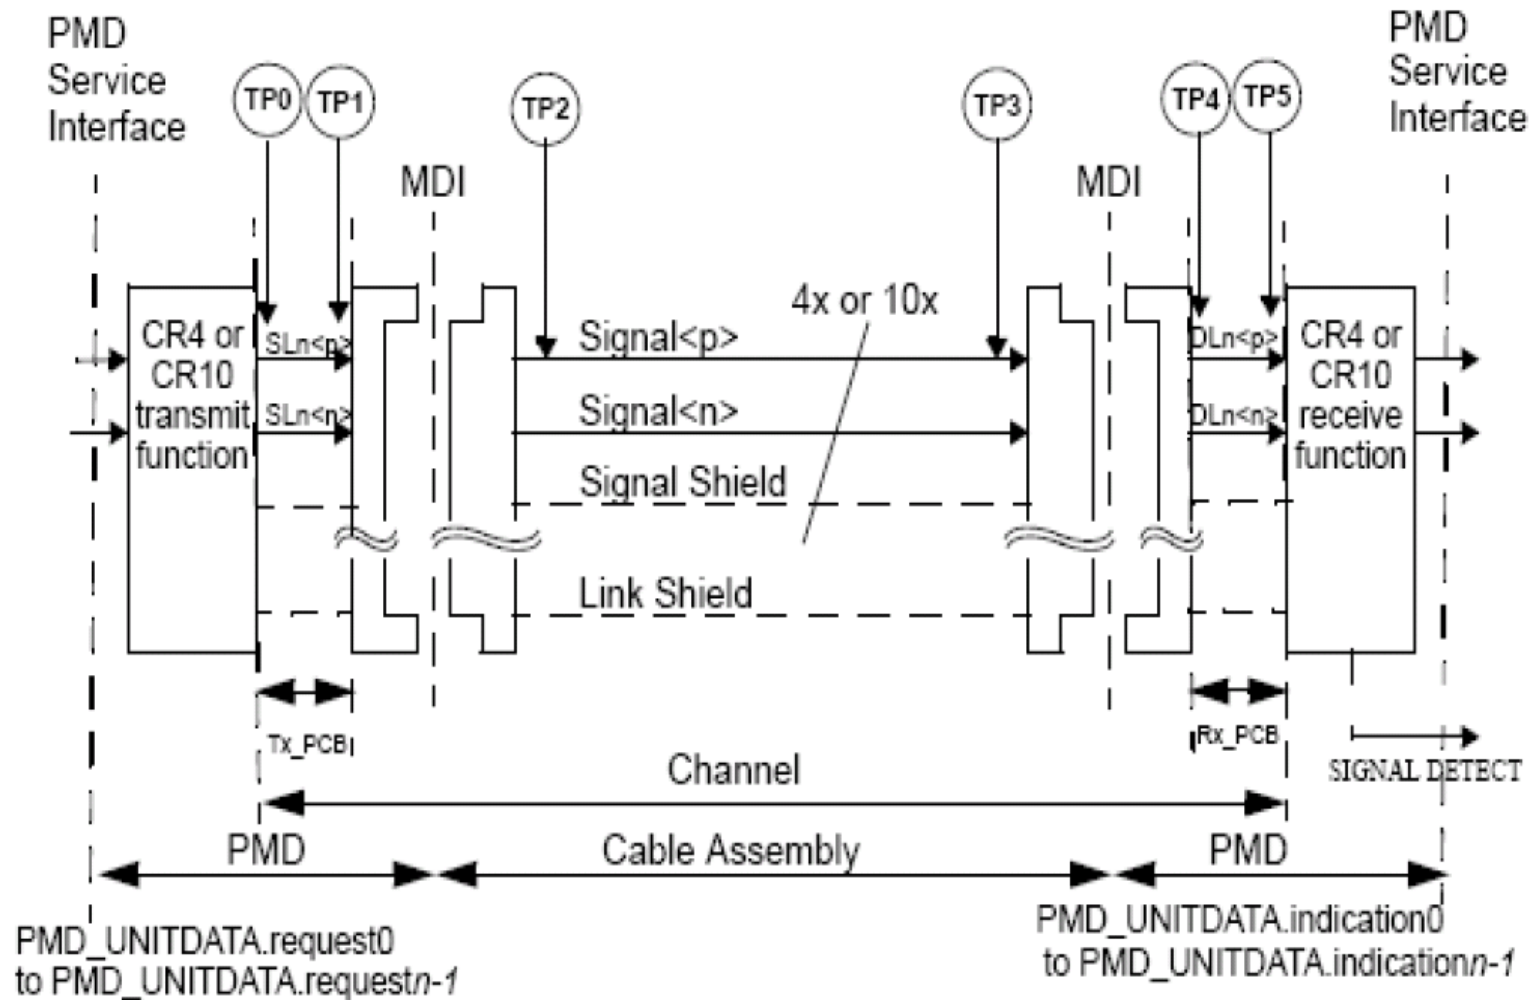 PMD
Service
Interface
PMD
Service
Interface
TP0
TP1
TP2
TP3
TP4
TP5
MDI
MDI
4x or 10x
CR4 or
CR10
transmit
function
SLn<p>
SLn<n>
Signal<p>
Signal<n>
Signal Shield
Link Shield
DLn<p>
DLn<n>
CR4 or
CR10
receive
function
Tx_PCB
Rx_PCB
SIGNAL DETECT
Channel
PMD
Cable Assembly
PMD
PMD_UNITDATA.request0
to PMD_UNITDATA.requestn-1
PMD_UNITDATA.indication0
to PMD_UNITDATA.indicationn-1